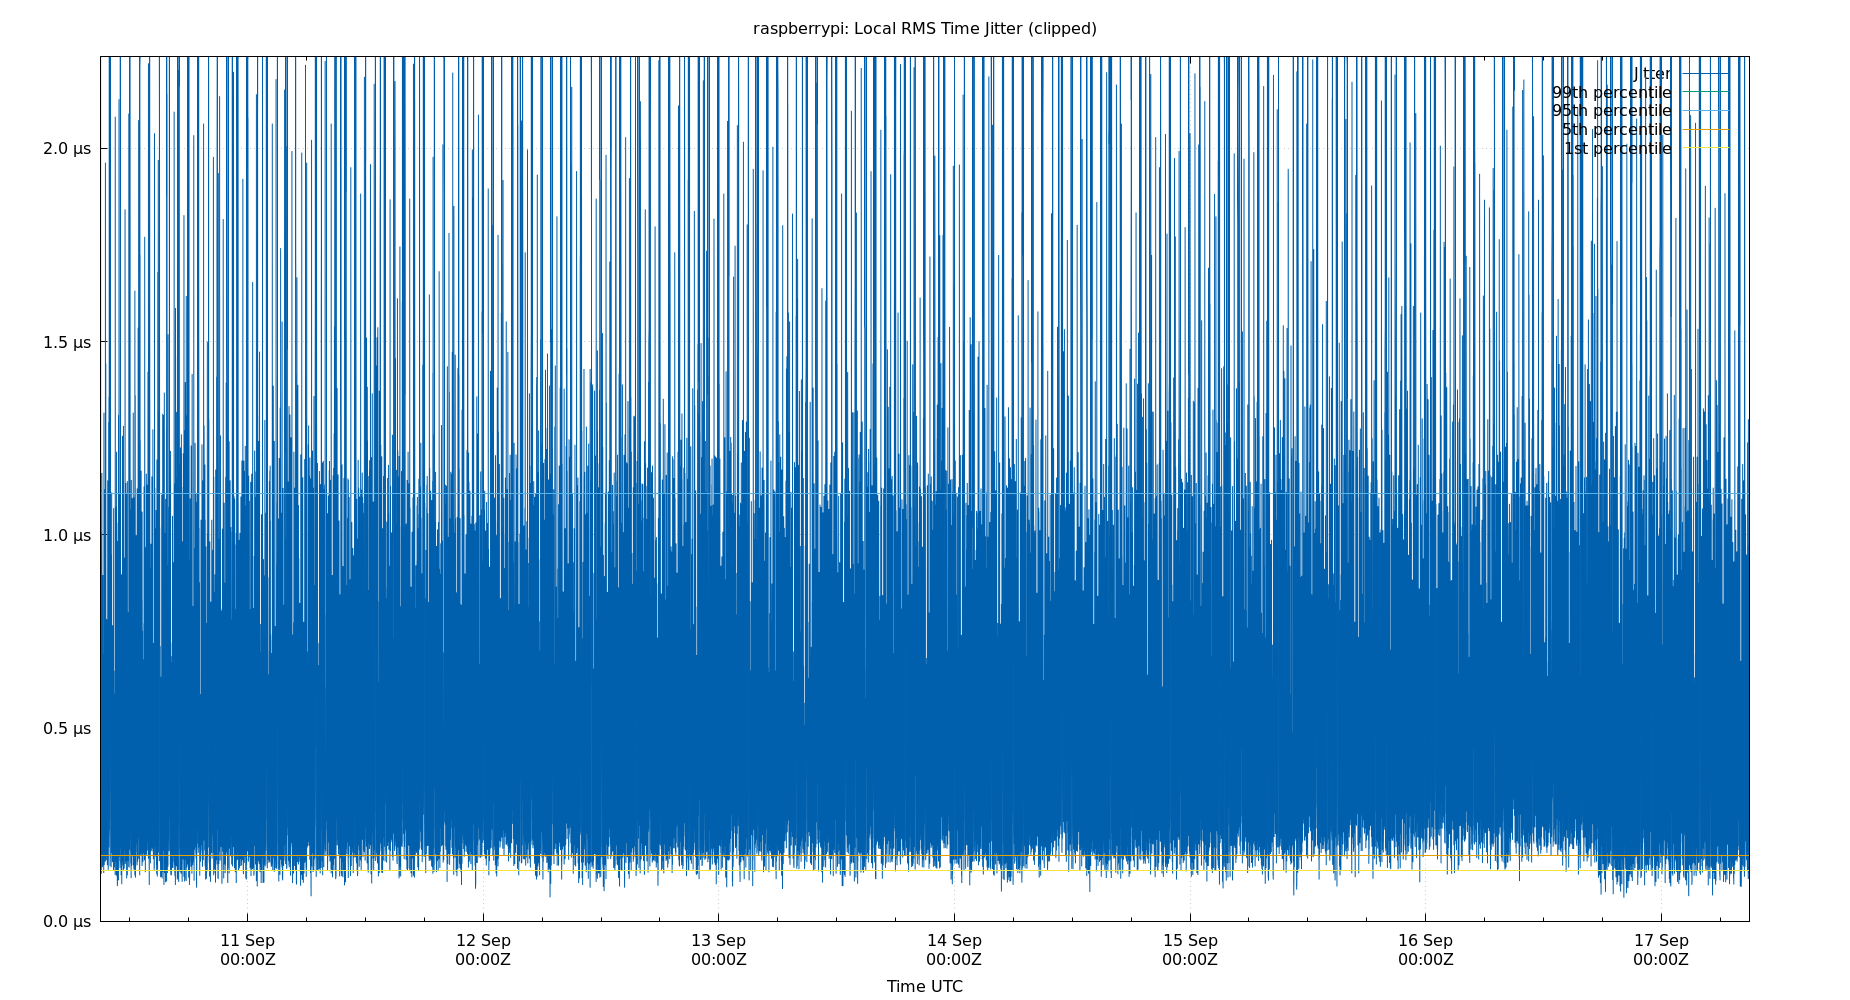 raspberrypi: Local RMS Time Jitter (clipped)
Jitter
99th percentile
95th percentile
5th percentile
1st percentile
2.0 µs
1.5 µs
1.0 µs
0.5 µs
0.0 µs
11 Sep
00:00Z
12 Sep
00:00Z
13 Sep
00:00Z
14 Sep
00:00Z
15 Sep
00:00Z
16 Sep
00:00Z
17 Sep
00:00Z
Time UTC